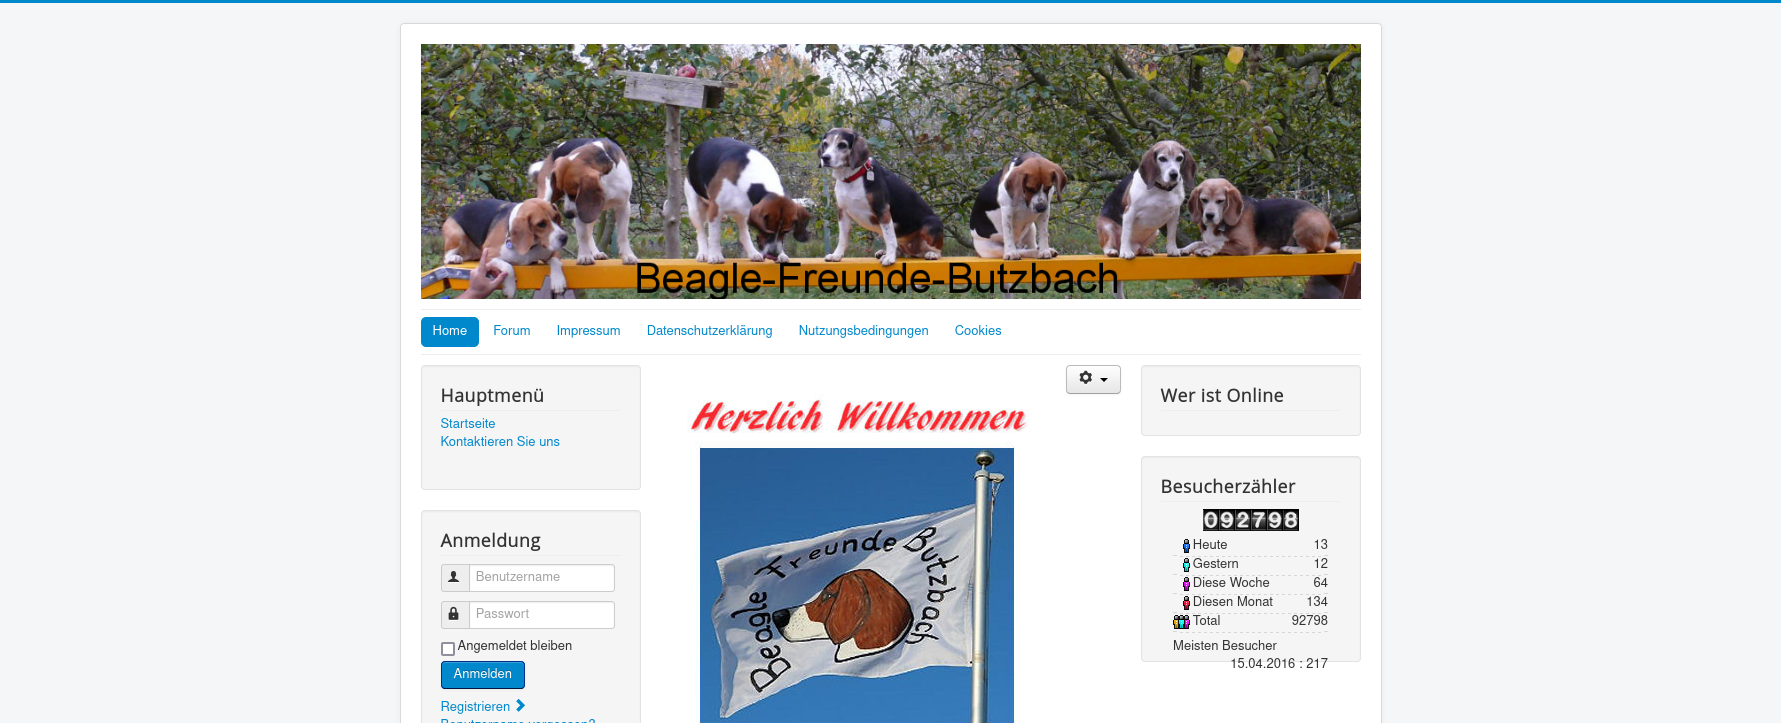 Beagle-Freunde-Butzbach
Home Forum Impressum Datenschutzerklärung Nutzungsbedingungen Cookies
Hauptmenü
Startseite
Kontaktieren Sie uns
Anmeldung
Benutzername
Passwort
Angemeldet bleiben
Anmelden
Registrieren
Benutzername vergessen?
Herzlich Willkommen
Beagle Freunde Butzbach
Wer ist Online
Besucherzähler
092798
Heute 13
Gestern 12
Diese Woche 64
Diesen Monat 134
Total 92798
Meisten Besucher
15.04.2016 : 217